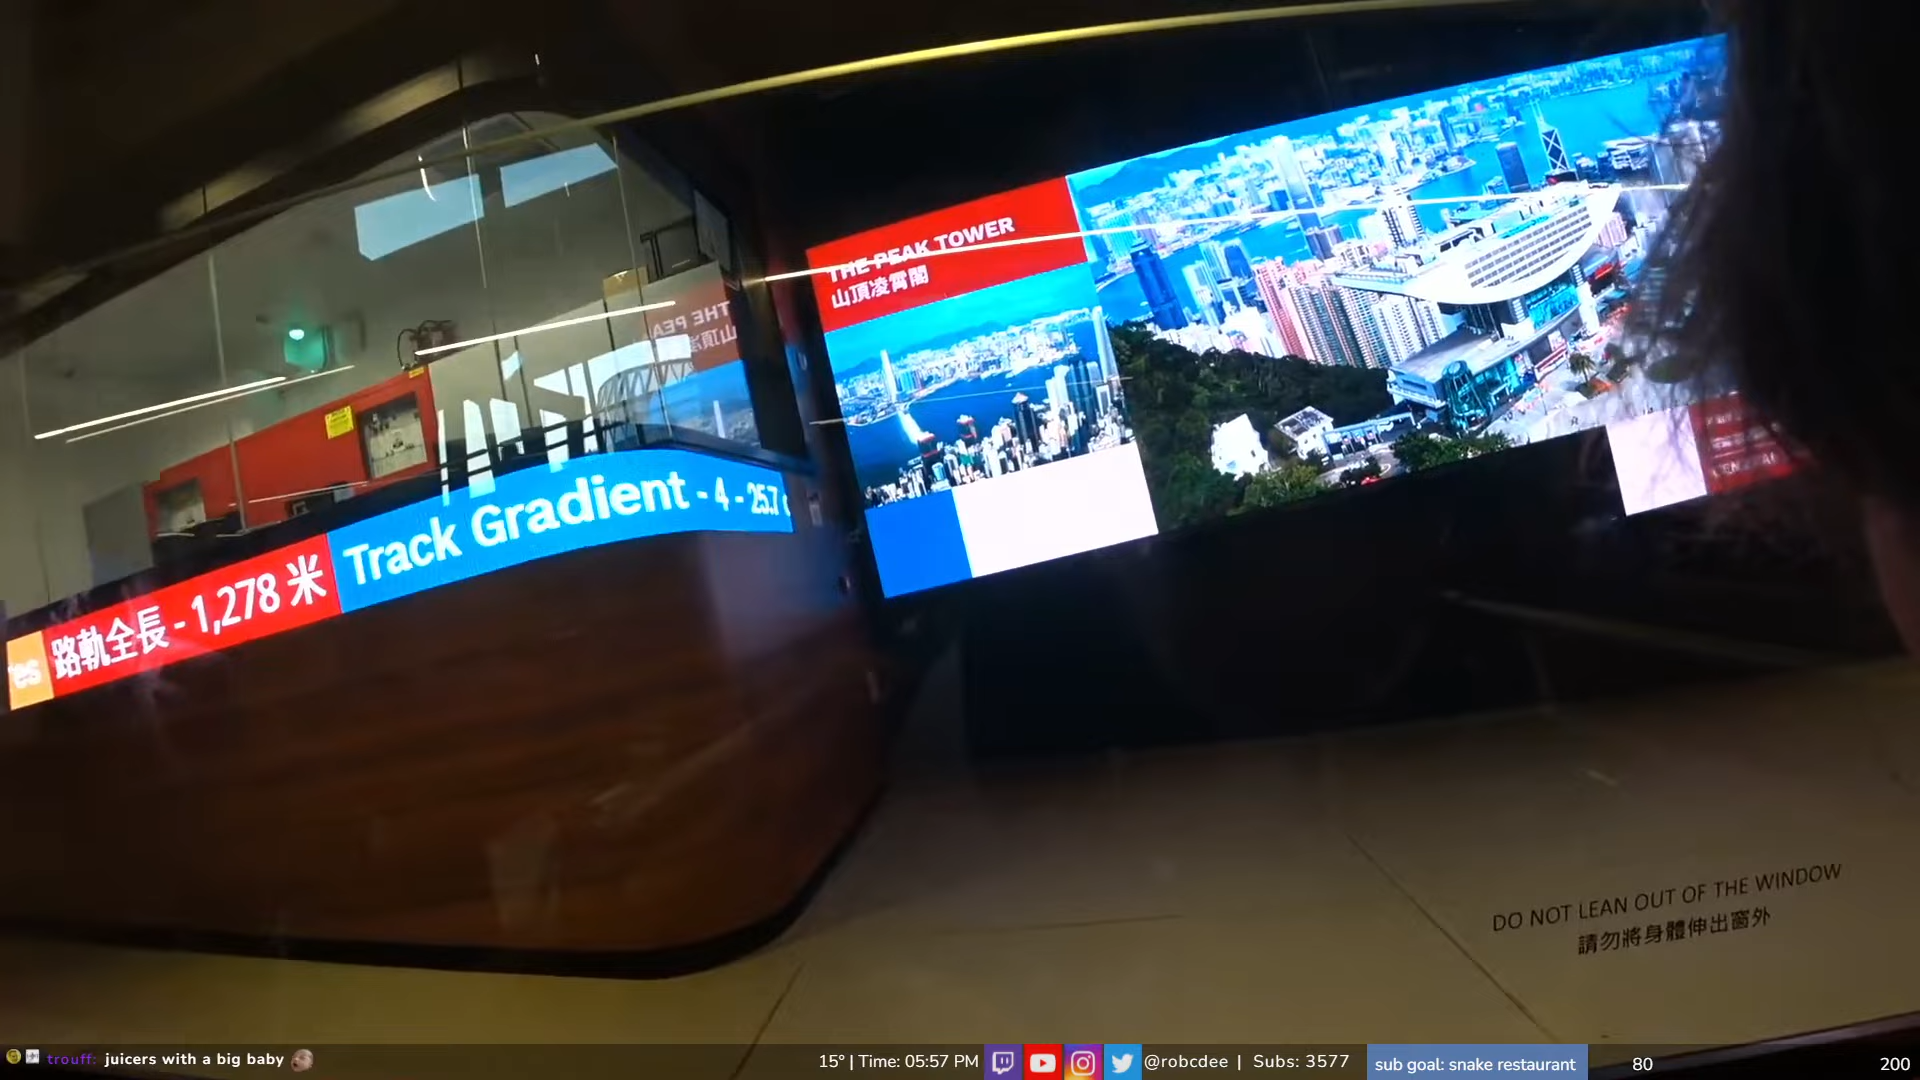 THE PEAK TOWER
山頂凌霄閣
es
路軌全長 - 1,278 米
Track Gradient - 4 - 25.7
DO NOT LEAN OUT OF THE WINDOW
請勿將身體伸出窗外
trouff: juicers with a big baby
15° | Time: 05:57 PM
@robcdee | Subs: 3577
sub goal: snake restaurant
80
200